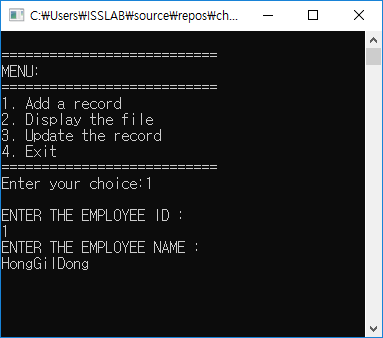 C:₩Users₩ISSLAB₩source₩repos₩ch...
===========================
MENU:
===========================
1. Add a record
2. Display the file
3. Update the record
4. Exit
===========================
Enter your choice:1
ENTER THE EMPLOYEE ID :
1
ENTER THE EMPLOYEE NAME :
HongGilDong